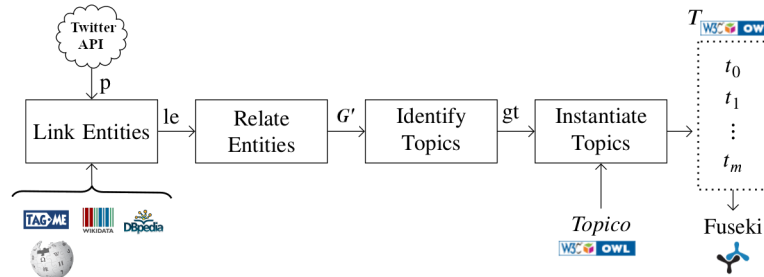 Twitter
API
p
Link Entities
le
Relate
Entities
G'
Identify
Topics
gt
Instantiate
Topics
T
W3C OWL
t0
t1
⋮
tm
Fuseki
TAGME
WIKIDATA
DBpedia
Topico
W3C OWL